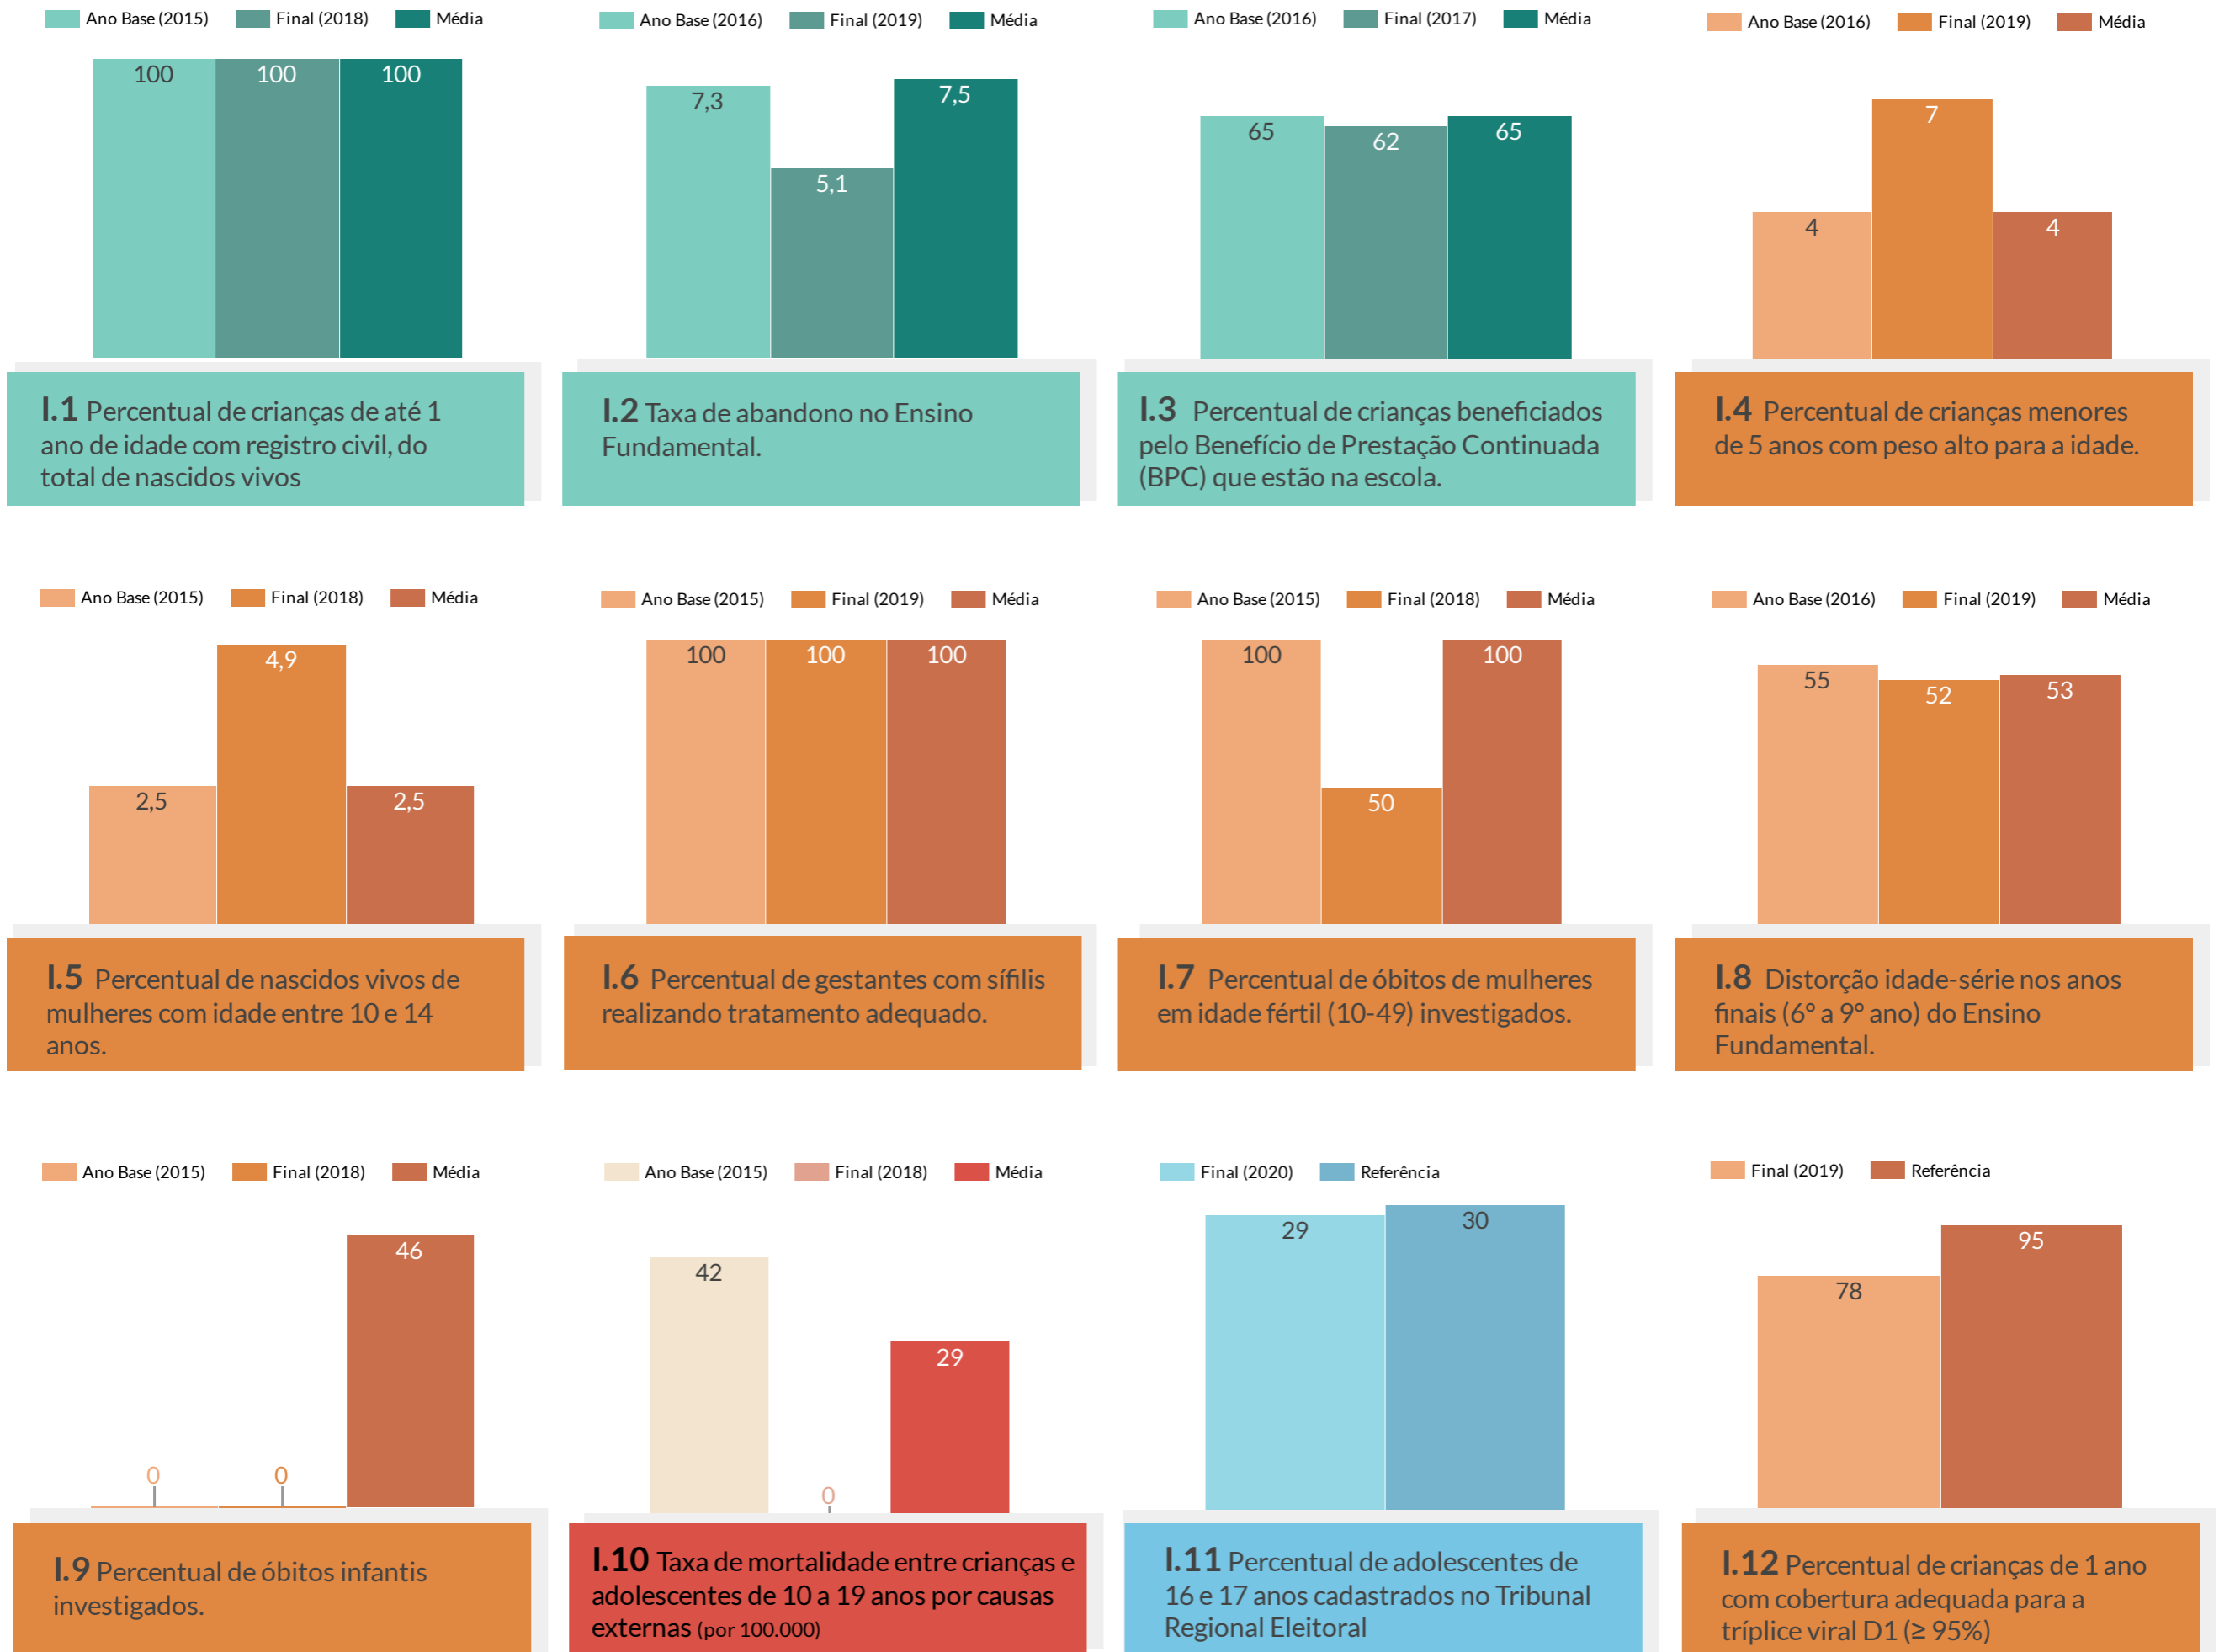 Ano Base (2015) Final (2018) Média
100 100 100
I.1 Percentual de crianças de até 1
ano de idade com registro civil, do
total de nascidos vivos
Ano Base (2016) Final (2019) Média
7,3 5,1 7,5
I.2 Taxa de abandono no Ensino
Fundamental.
Ano Base (2016) Final (2017) Média
65 62 65
I.3 Percentual de crianças beneficiados
pelo Benefício de Prestação Continuada
(BPC) que estão na escola.
Ano Base (2016) Final (2019) Média
4 7 4
I.4 Percentual de crianças menores
de 5 anos com peso alto para a idade.
Ano Base (2015) Final (2018) Média
2,5 4,9 2,5
I.5 Percentual de nascidos vivos de
mulheres com idade entre 10 e 14
anos.
Ano Base (2015) Final (2019) Média
100 100 100
I.6 Percentual de gestantes com sífilis
realizando tratamento adequado.
Ano Base (2015) Final (2018) Média
100 50 100
I.7 Percentual de óbitos de mulheres
em idade fértil (10-49) investigados.
Ano Base (2016) Final (2019) Média
55 52 53
I.8 Distorção idade-série nos anos
finais (6º a 9º ano) do Ensino
Fundamental.
Ano Base (2015) Final (2018) Média
0 0 46
I.9 Percentual de óbitos infantis
investigados.
Ano Base (2015) Final (2018) Média
42 0 29
I.10 Taxa de mortalidade entre crianças e
adolescentes de 10 a 19 anos por causas
externas (por 100.000)
Final (2020) Referência
29 30
I.11 Percentual de adolescentes de
16 e 17 anos cadastrados no Tribunal
Regional Eleitoral
Final (2019) Referência
78 95
I.12 Percentual de crianças de 1 ano
com cobertura adequada para a
tríplice viral D1 (≥ 95%)